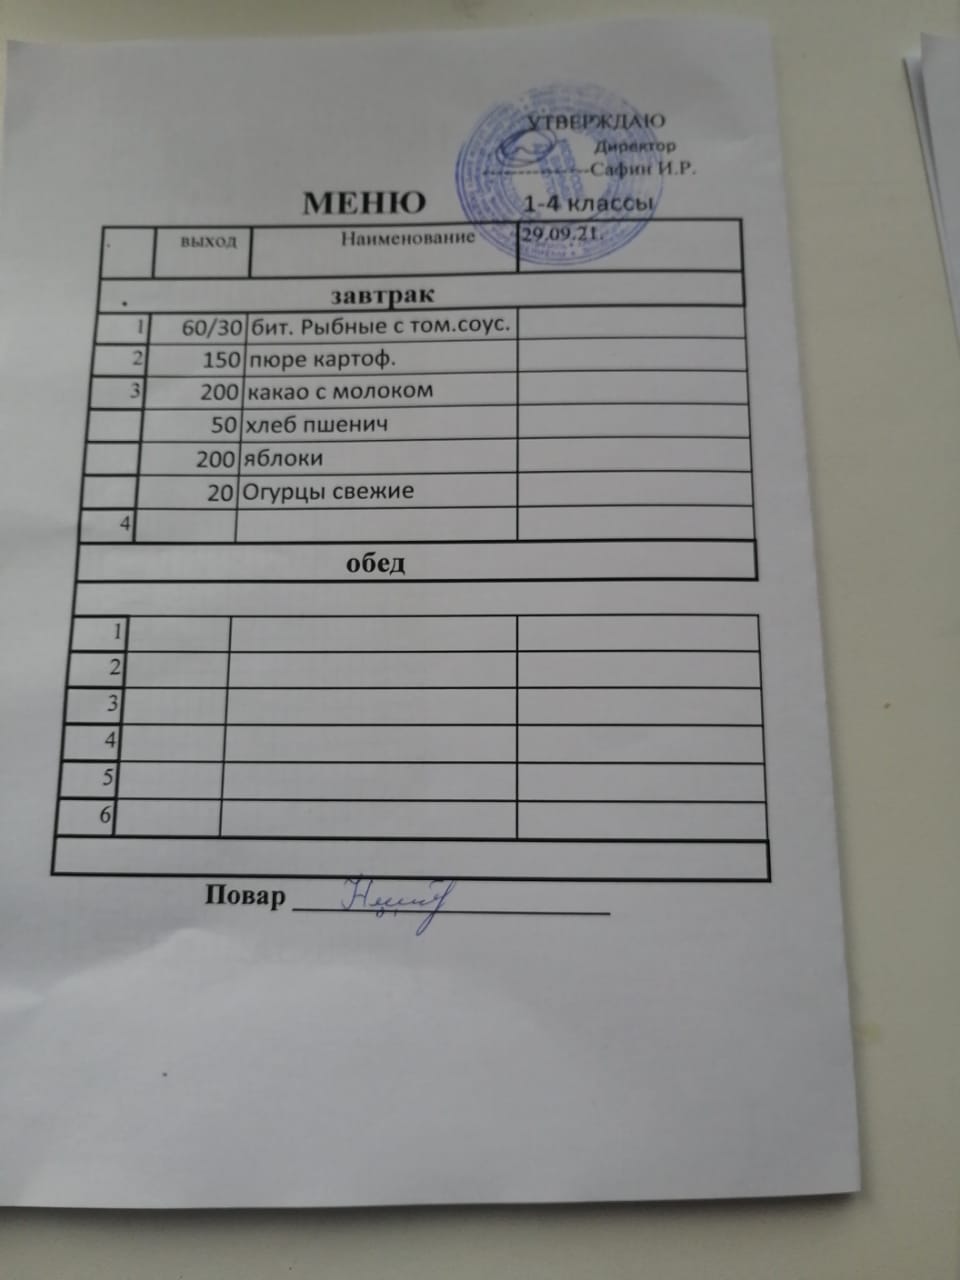 УТВЕРЖДАЮ
Директор
---------------Сафин И.Р.
МЕНЮ 1-4 классы
выход Наименование 29.09.21.
завтрак
1 60/30 бит. Рыбные с том.соус.
2 150 пюре картоф.
3 200 какао с молоком
50 хлеб пшенич
200 яблоки
20 Огурцы свежие
4
обед
1
2
3
4
5
6
Повар